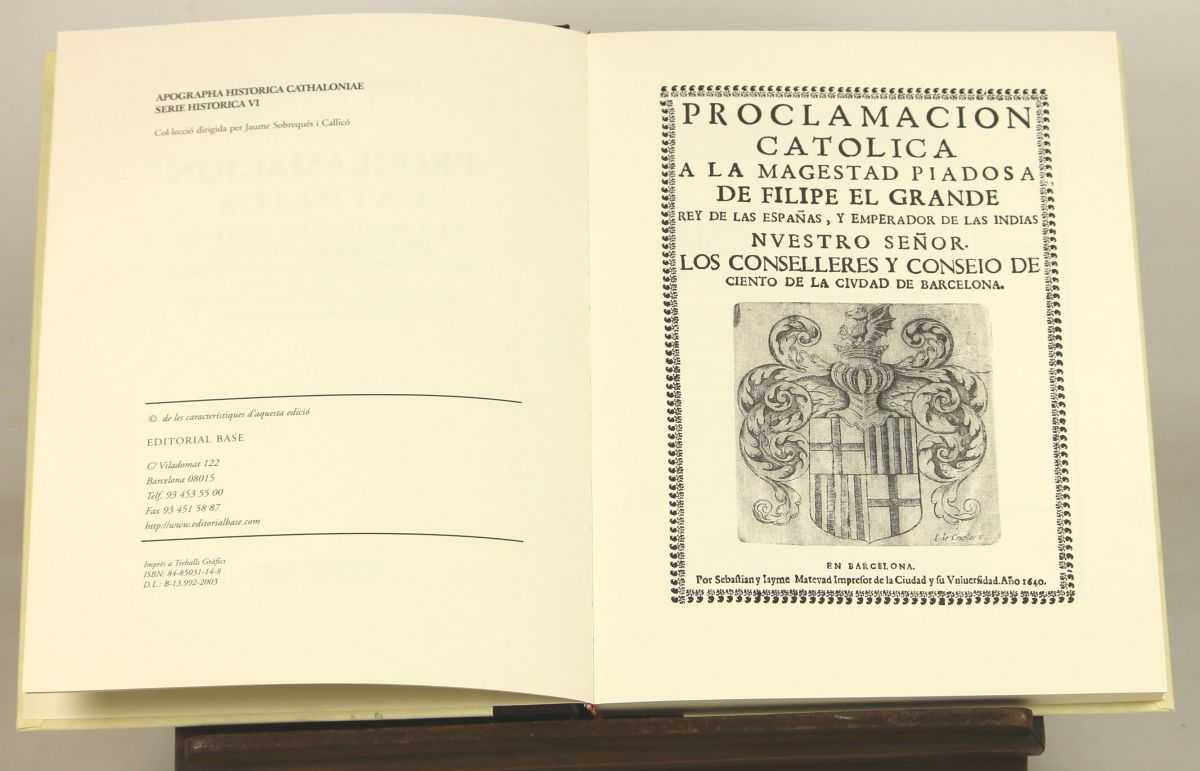 APOGRAPHA HISTORICA CATHALONIAE
SERIE HISTORICA VI
Col·lecció dirigida per Jaume Sobrequés i Callicó
© de les característiques d'aquesta edició
EDITORIAL BASE
C/ Viladomat 122
Barcelona 08015
Telf. 93 453 55 00
Fax 93 451 58 87
http://www.editorialbase.com
Imprès a Treballs Gràfics
ISBN: 84-85031-14-8
D.L.: B-13.992-2003
PROCLAMACION
CATOLICA
A LA MAGESTAD PIADOSA
DE FILIPE EL GRANDE
REY DE LAS ESPAÑAS, Y EMPERADOR DE LAS INDIAS
NVESTRO SEÑOR.
LOS CONSELLERES Y CONSEIO DE
CIENTO DE LA CIVDAD DE BARCELONA.
EN BARCELONA.
Por Sebastian y Iayme Matevad Impresor de la Ciudad y su Vniuersidad. Año 1640.